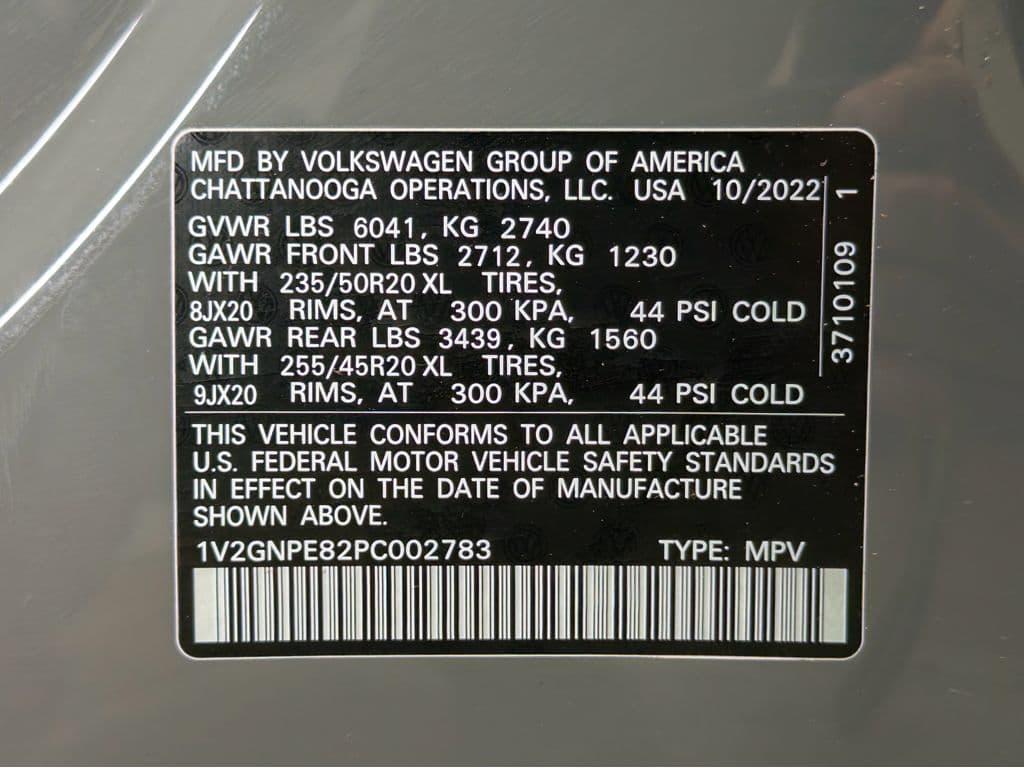 MFD BY VOLKSWAGEN GROUP OF AMERICA
CHATTANOOGA OPERATIONS, LLC. USA 10/2022
GVWR LBS 6041, KG 2740
GAWR FRONT LBS 2712, KG 1230
WITH 235/50R20 XL TIRES,
8JX20 RIMS, AT 300 KPA, 44 PSI COLD
GAWR REAR LBS 3439, KG 1560
WITH 255/45R20 XL TIRES,
9JX20 RIMS, AT 300 KPA, 44 PSI COLD
3710109 1
THIS VEHICLE CONFORMS TO ALL APPLICABLE
U.S. FEDERAL MOTOR VEHICLE SAFETY STANDARDS
IN EFFECT ON THE DATE OF MANUFACTURE
SHOWN ABOVE.
1V2GNPE82PC002783 TYPE: MPV